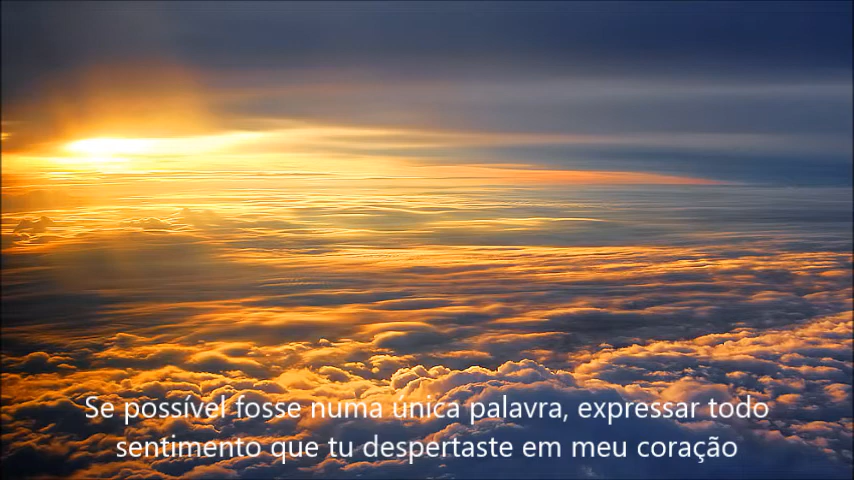 Se possível fosse numa única palavra, expressar todo
sentimento que tu despertaste em meu coração